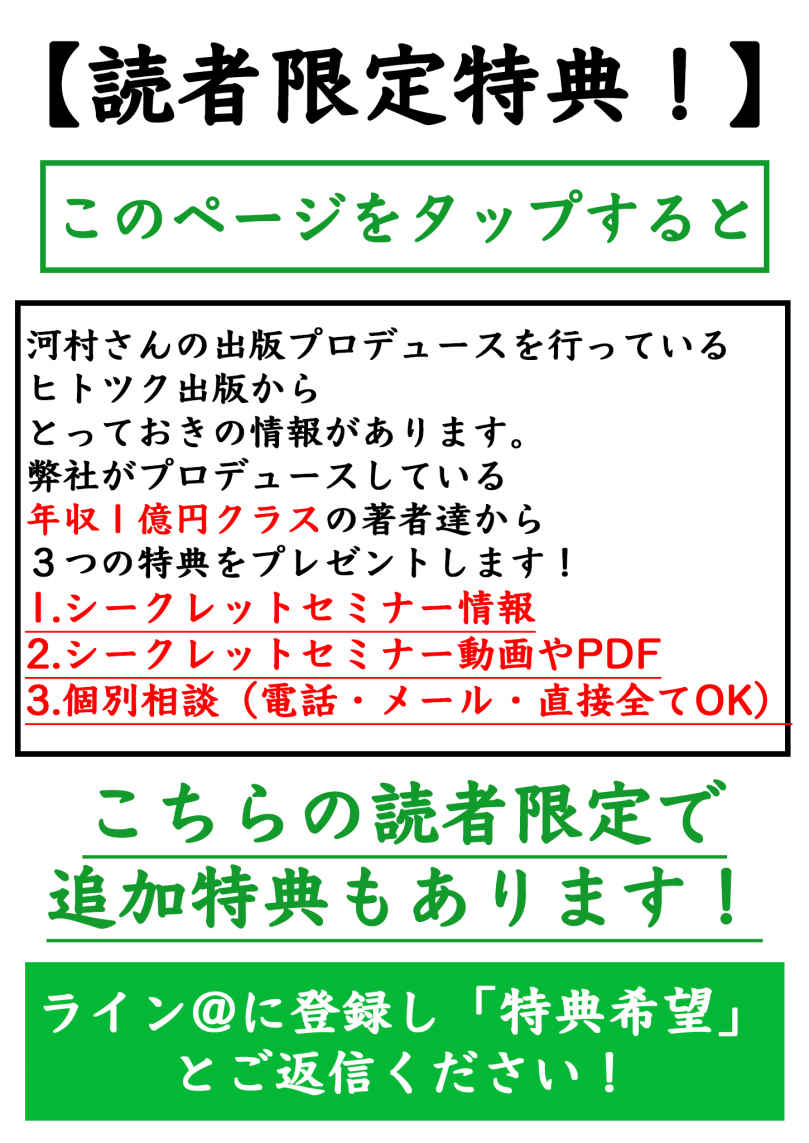 【読者限定特典！】
このページをタップすると
河村さんの出版プロデュースを行っている
ヒトツク出版から
とっておきの情報があります。
弊社がプロデュースしている
年収1億円クラスの著者達から
３つの特典をプレゼントします！
1.シークレットセミナー情報
2.シークレットセミナー動画やPDF
3.個別相談（電話・メール・直接全てOK）
こちらの読者限定で
追加特典もあります！
ライン@に登録し「特典希望」
とご返信ください！